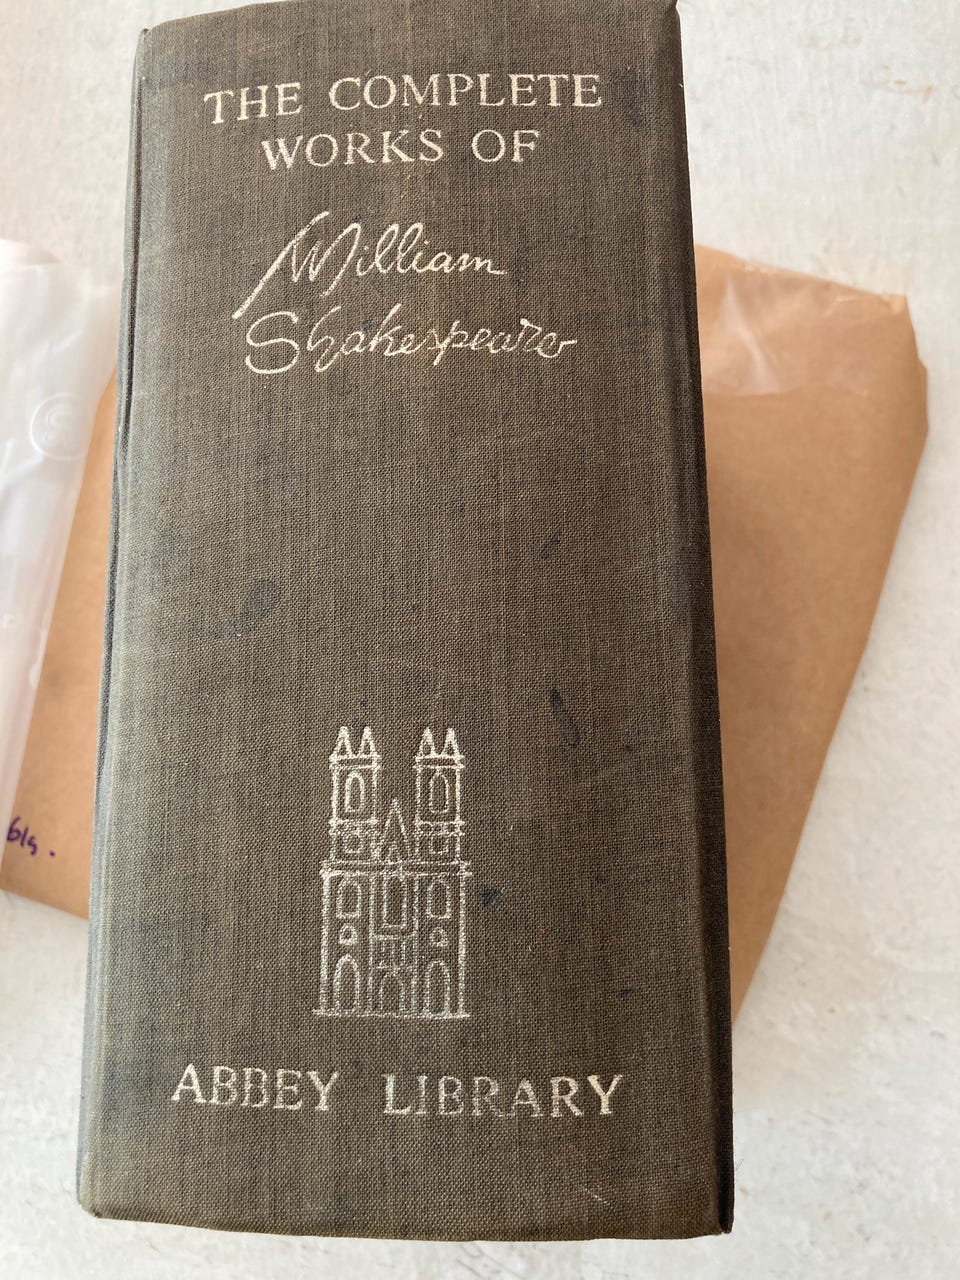 THE COMPLETE
WORKS OF
William
Shakespeare
ABBEY LIBRARY